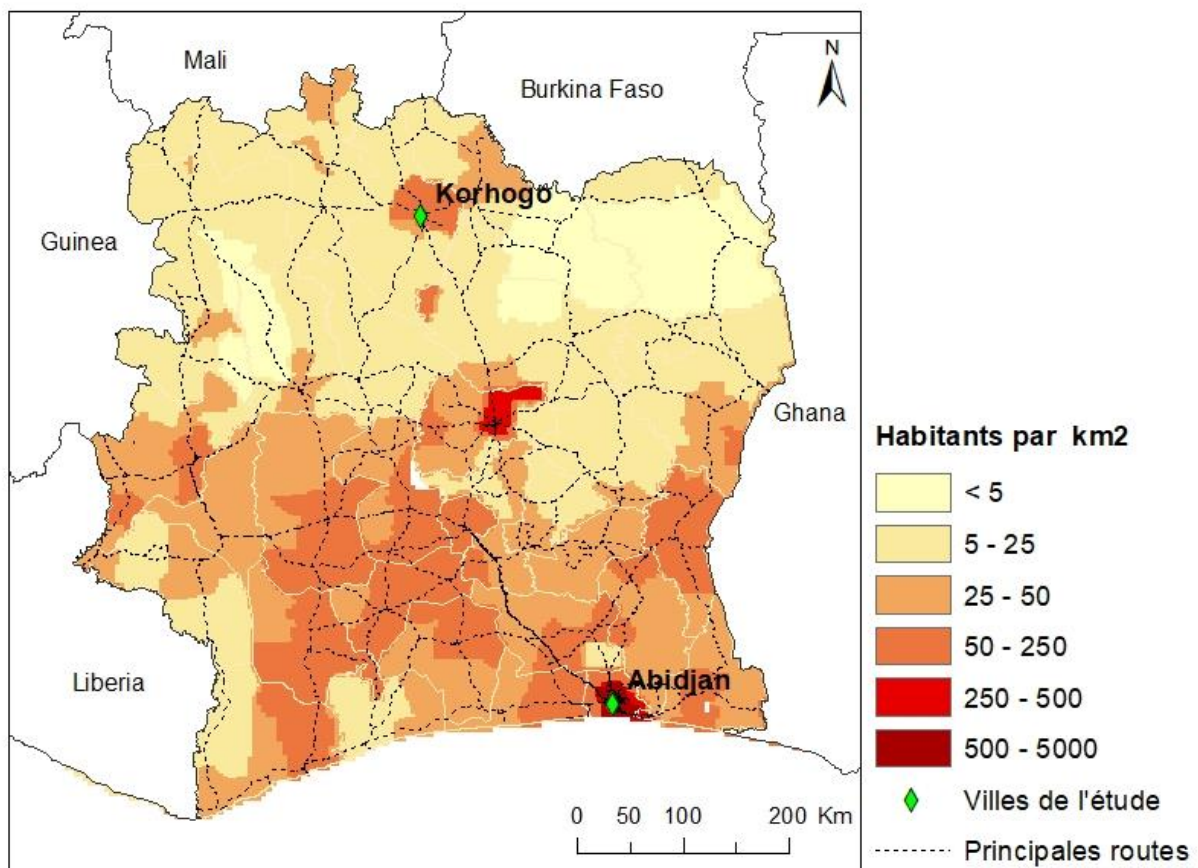 Mali
Burkina Faso
N
Korhogo
Guinea
Ghana
Liberia
Abidjan
0 50 100 200 Km
Habitants par km2
< 5
5 - 25
25 - 50
50 - 250
250 - 500
500 - 5000
Villes de l'étude
Principales routes